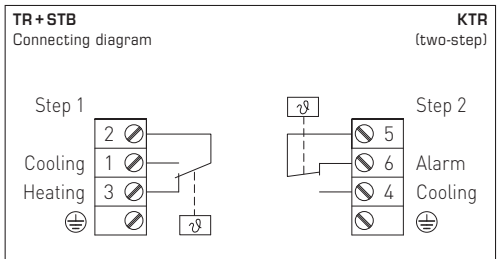 TR+STB KTR
Connecting diagram (two-step)
ϑ
Step 1 Step 2
2 5
Cooling 1 6 Alarm
Heating 3 4 Cooling
ϑ